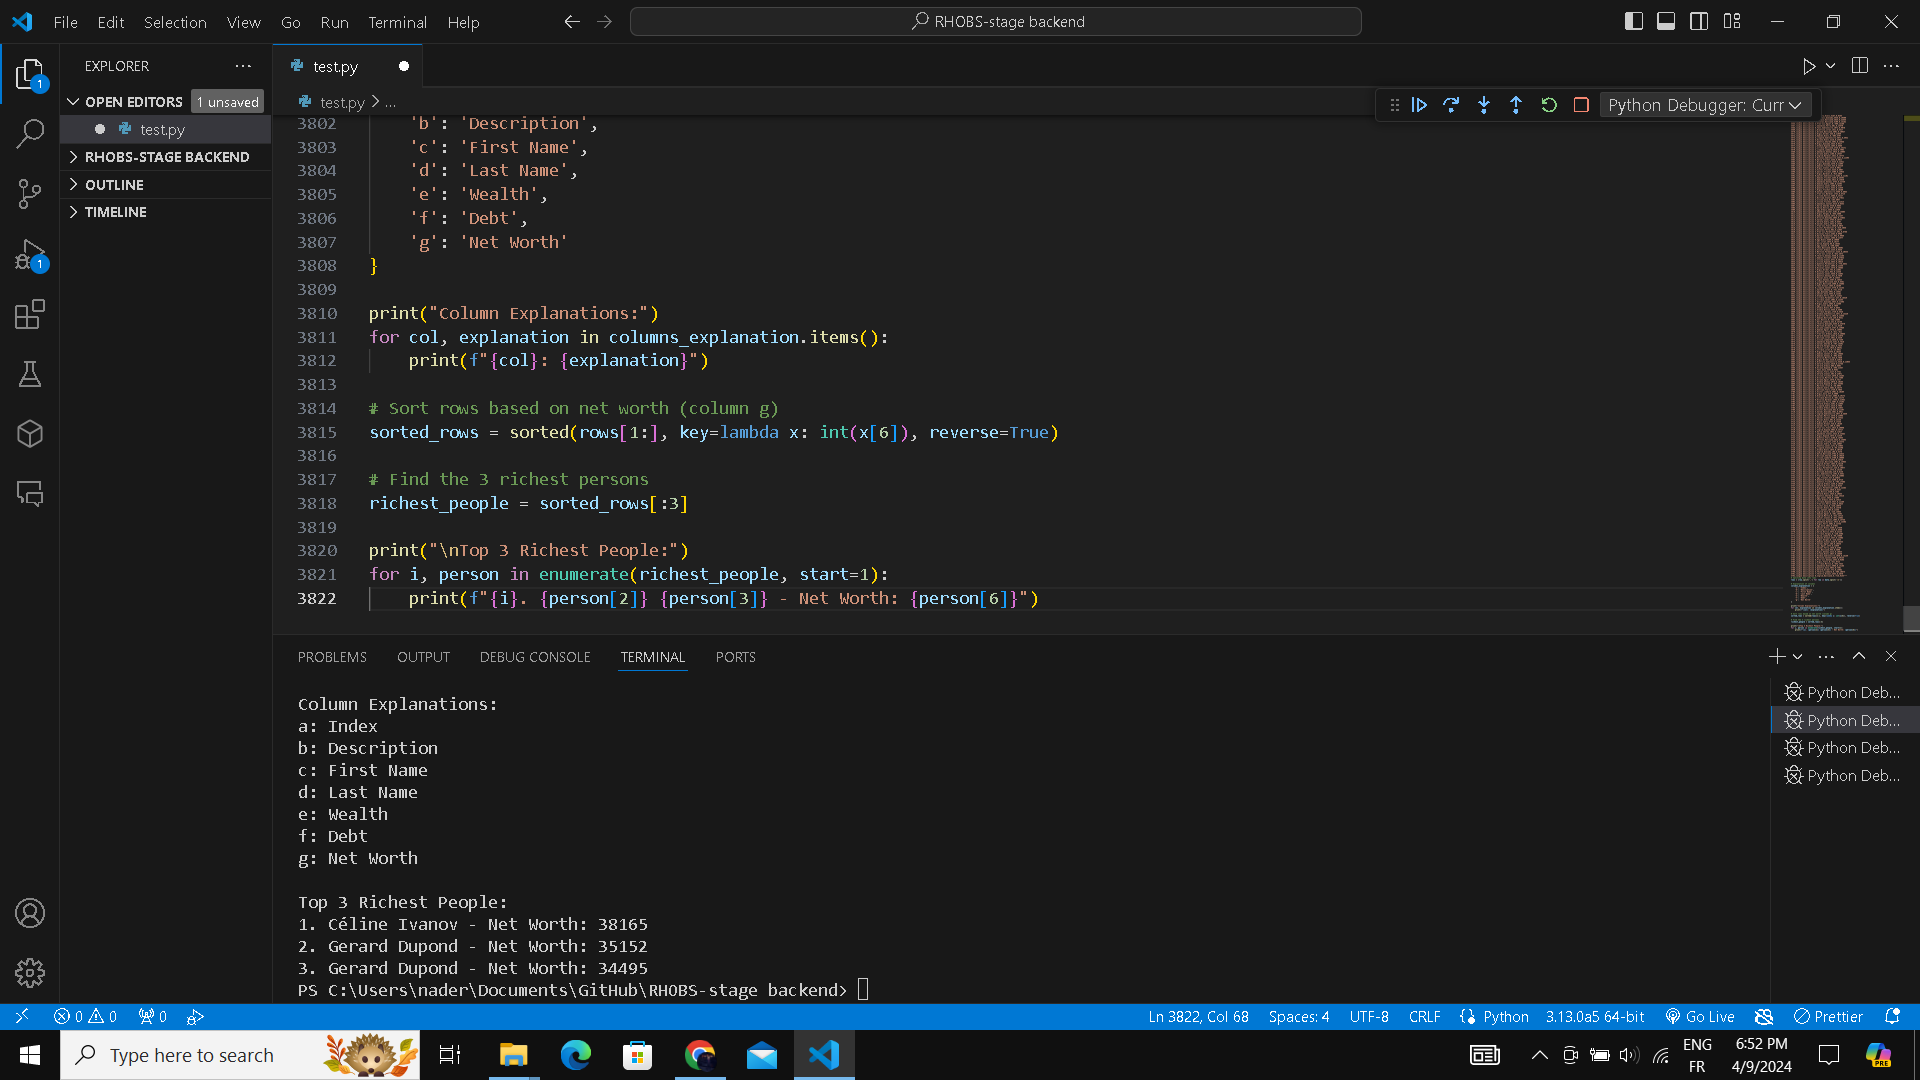 File Edit Selection View Go Run Terminal Help
RHOBS-stage backend
EXPLORER
test.py
OPEN EDITORS 1 unsaved
test.py > ...
Python Debugger: Curr
test.py
RHOBS-STAGE BACKEND
OUTLINE
TIMELINE
1
1
3802 'b': 'Description',
3803 'c': 'First Name',
3804 'd': 'Last Name',
3805 'e': 'Wealth',
3806 'f': 'Debt',
3807 'g': 'Net Worth'
3808 }
3809
3810 print("Column Explanations:")
3811 for col, explanation in columns_explanation.items():
3812 print(f"{col}: {explanation}")
3813
3814 # Sort rows based on net worth (column g)
3815 sorted_rows = sorted(rows[1:], key=lambda x: int(x[6]), reverse=True)
3816
3817 # Find the 3 richest persons
3818 richest_people = sorted_rows[:3]
3819
3820 print("\nTop 3 Richest People:")
3821 for i, person in enumerate(richest_people, start=1):
3822 print(f"{i}. {person[2]} {person[3]} - Net Worth: {person[6]}")
PROBLEMS OUTPUT DEBUG CONSOLE TERMINAL PORTS
Python Deb...
Python Deb...
Python Deb...
Python Deb...
Column Explanations:
a: Index
b: Description
c: First Name
d: Last Name
e: Wealth
f: Debt
g: Net Worth
Top 3 Richest People:
1. Céline Ivanov - Net Worth: 38165
2. Gerard Dupond - Net Worth: 35152
3. Gerard Dupond - Net Worth: 34495
PS C:\Users\nader\Documents\GitHub\RHOBS-stage backend>
0 0 0 Ln 3822, Col 68 Spaces: 4 UTF-8 CRLF Python 3.13.0a5 64-bit Go Live Prettier
Type here to search
ENG
FR
6:52 PM
4/9/2024
PRE